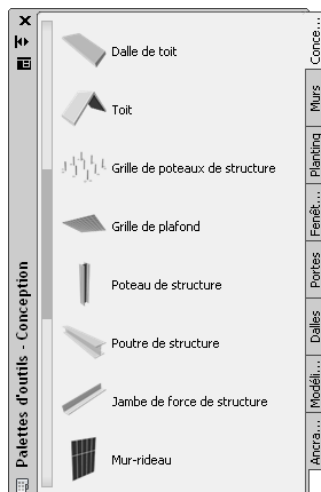 Palettes d'outils - Conception
Dalle de toit
Toit
Grille de poteaux de structure
Grille de plafond
Poteau de structure
Poutre de structure
Jambe de force de structure
Mur-rideau
Conce...
Murs
Planting
Fenêt...
Portes
Dalles
Modéli...
Ancra...